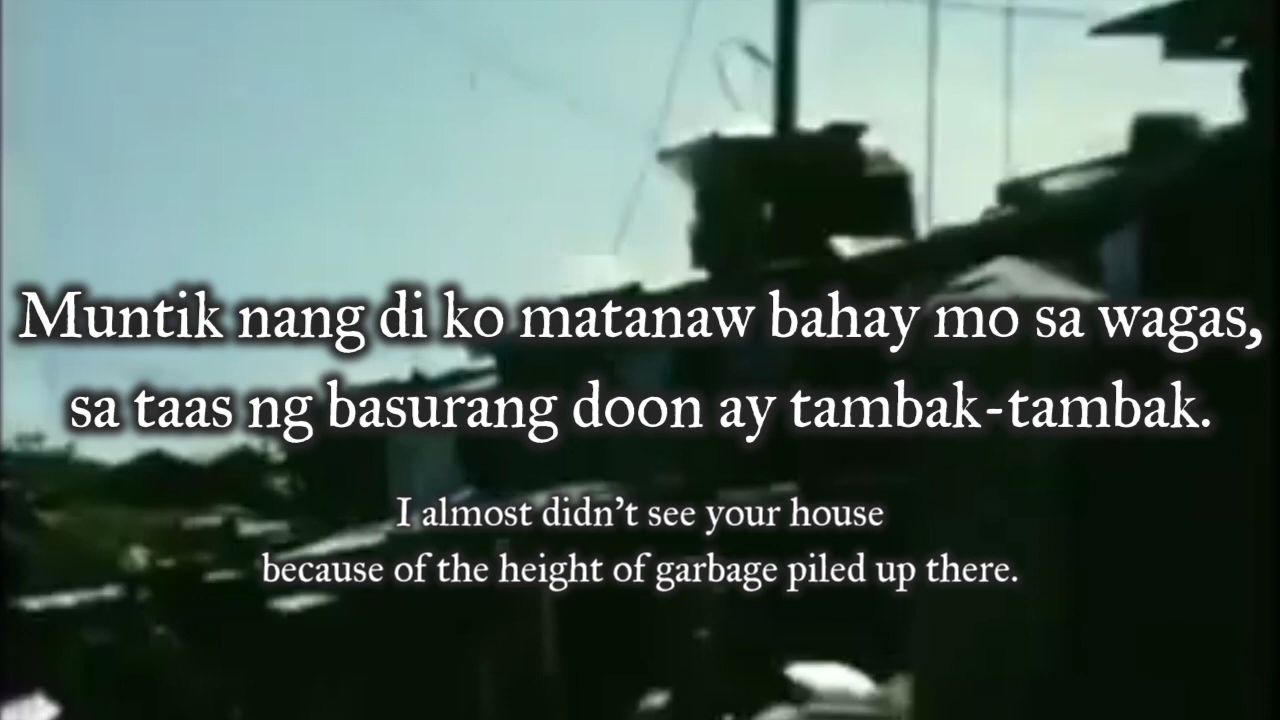 Muntik nang di ko matanaw bahay mo sa wagas,
sa taas ng basurang doon ay tambak-tambak.
I almost didn't see your house
because of the height of garbage piled up there.